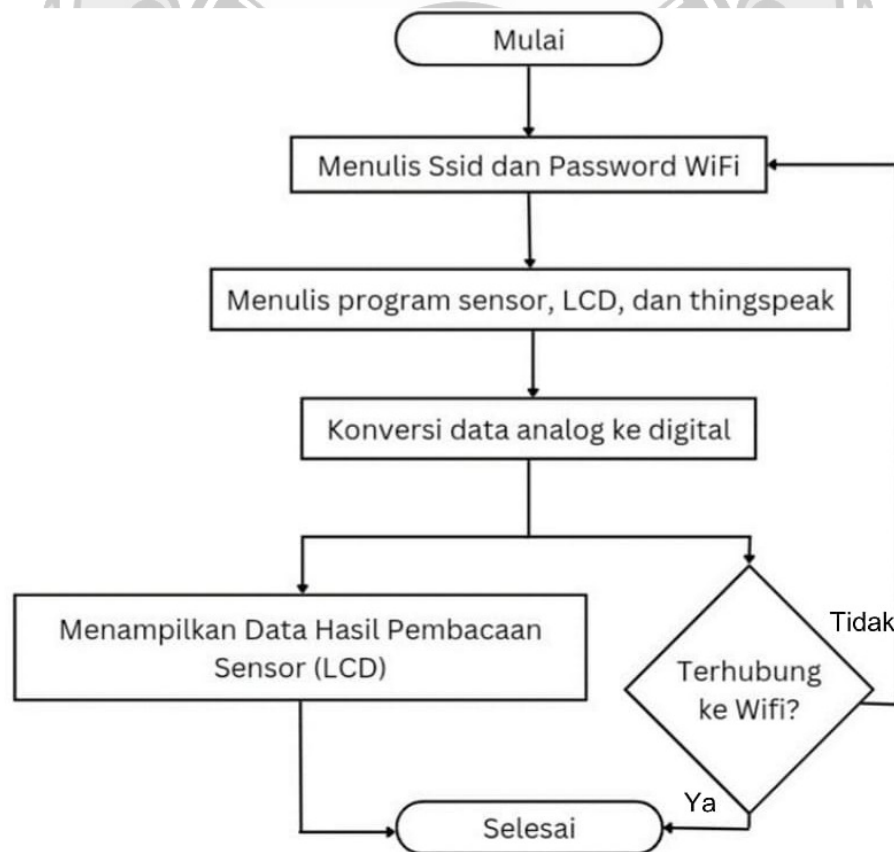 Mulai
Menulis Ssid dan Password WiFi
Menulis program sensor, LCD, dan thingspeak
Konversi data analog ke digital
Menampilkan Data Hasil Pembacaan
Sensor (LCD)
Tidak
Terhubung
ke Wifi?
Ya
Selesai